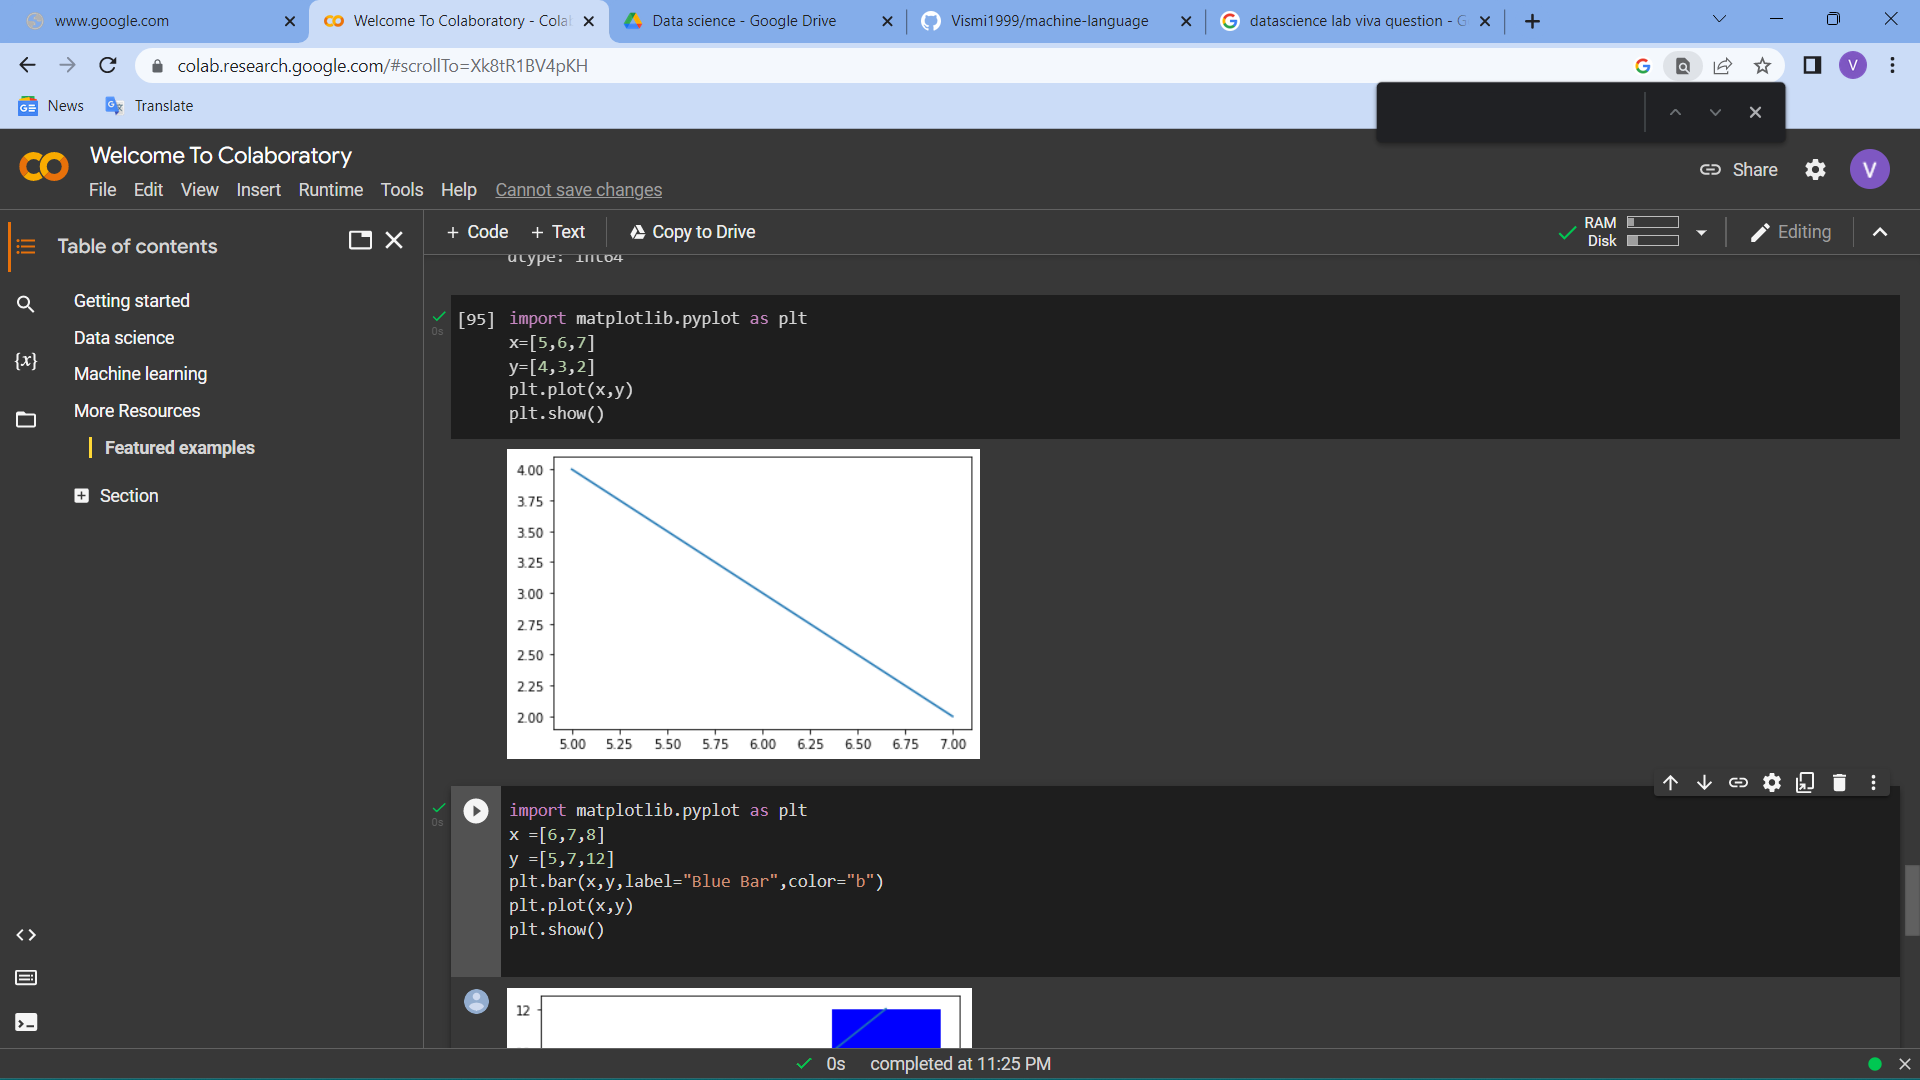 www.google.com
Welcome To Colaboratory - Cola
Data science - Google Drive
Vismi1999/machine-language
datascience lab viva question - G
colab.research.google.com/#scrollTo=Xk8tR1BV4pKH
V
News
Translate
Welcome To Colaboratory
File Edit View Insert Runtime Tools Help Cannot save changes
Share
V
Table of contents
+ Code + Text
Copy to Drive
RAM
Disk
Editing
Getting started
Data science
Machine learning
More Resources
Featured examples
Section
{x}
dtype: int64
0s
[95] import matplotlib.pyplot as plt
x=[5,6,7]
y=[4,3,2]
plt.plot(x,y)
plt.show()
4.00
3.75
3.50
3.25
3.00
2.75
2.50
2.25
2.00
5.00 5.25 5.50 5.75 6.00 6.25 6.50 6.75 7.00
0s
import matplotlib.pyplot as plt
x =[6,7,8]
y =[5,7,12]
plt.bar(x,y,label="Blue Bar",color="b")
plt.plot(x,y)
plt.show()
12
0s completed at 11:25 PM